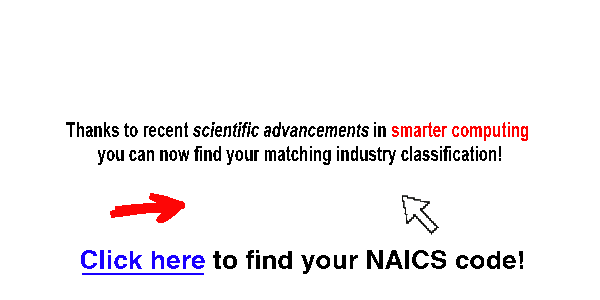 Thanks to recent scientific advancements in smarter computing
you can now find your matching industry classification!
Click here to find your NAICS code!